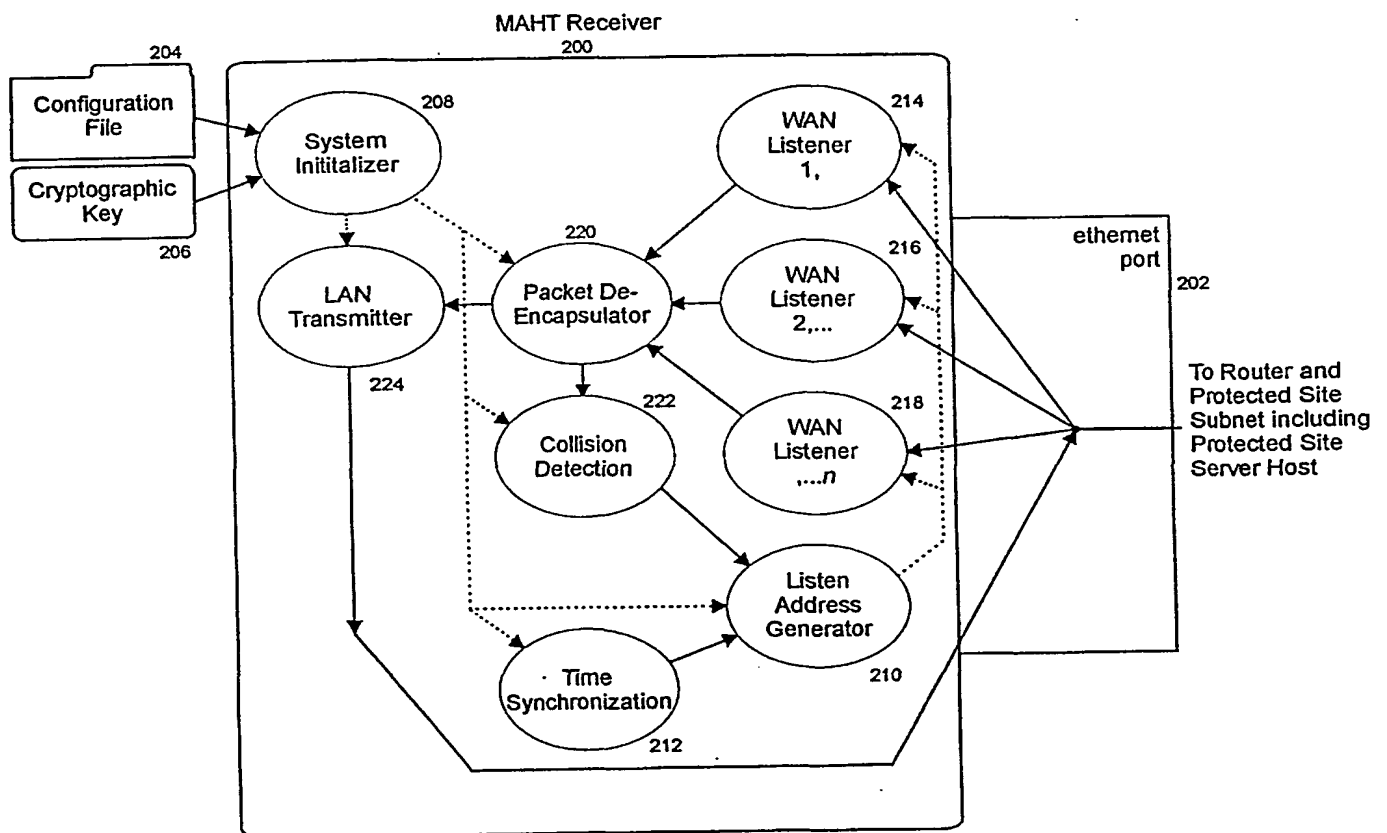 MAHT Receiver
200
204
Configuration
File
Cryptographic
Key
206
208
System
Inititalizer
214
WAN
Listener
1,
220
Packet De-
Encapsulator
216
WAN
Listener
2,...
ethernet
port
202
LAN
Transmitter
224
222
Collision
Detection
218
WAN
Listener
,...n
To Router and
Protected Site
Subnet including
Protected Site
Server Host
Listen
Address
Generator
210
Time
Synchronization
212